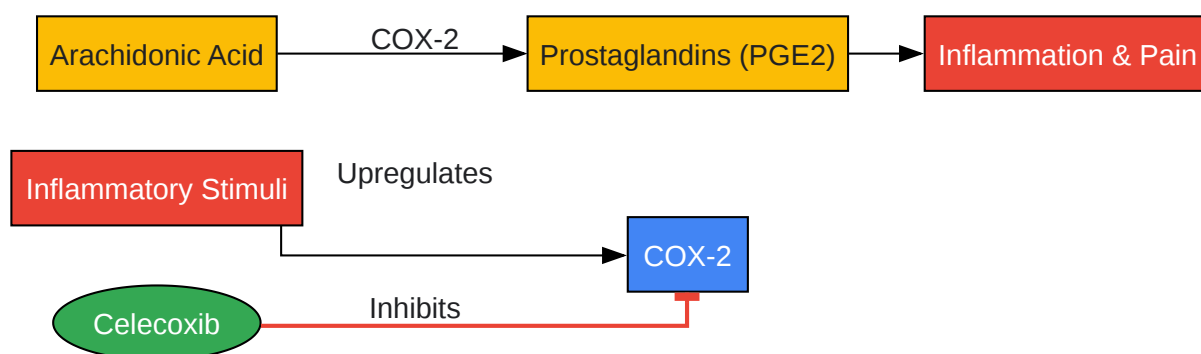 Arachidonic Acid
COX-2
Prostaglandins (PGE2)
Inflammation & Pain
Inflammatory Stimuli
Upregulates
COX-2
Celecoxib
Inhibits